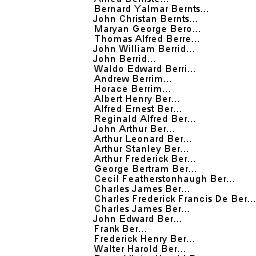 Bernard Yalmar Bernts...
John Christan Bernts...
Maryan George Bero...
Thomas Alfred Berre...
John William Berrid...
John Berrid...
Waldo Edward Berri...
Andrew Berrim...
Horace Berrim...
Albert Henry Ber...
Alfred Ernest Ber...
Reginald Alfred Ber...
John Arthur Ber...
Arthur Leonard Ber...
Arthur Stanley Ber...
Arthur Frederick Ber...
George Bertram Ber...
Cecil Featherstonhaugh Ber...
Charles James Ber...
Charles Frederick Francis De Ber...
Charles James Ber...
John Edward Ber...
Frank Ber...
Frederick Henry Ber...
Walter Harold Ber...